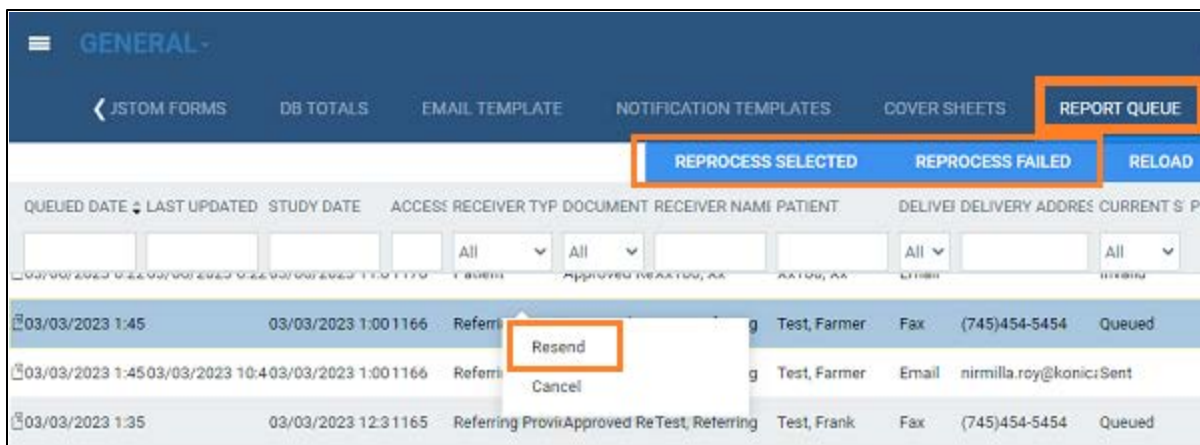 GENERAL
JSTOM FORMS DB TOTALS EMAIL TEMPLATE NOTIFICATION TEMPLATES COVER SHEETS REPORT QUEUE
REPROCESS SELECTED REPROCESS FAILED RELOAD
QUEUED DATE LAST UPDATED STUDY DATE ACCESS RECEIVER TYP DOCUMENT RECEIVER NAME PATIENT DELIVE DELIVERY ADDRES CURRENT S P
All All All All
03/03/2023 1:45 03/03/2023 1:00 1166 Referri g Test, Farmer Fax (745)454-5454 Queued
Resend
03/03/2023 1:45 03/03/2023 10:4 03/03/2023 1:00 1166 Referri g Test, Farmer Email nirmilla.roy@konica Sent
Cancel
03/03/2023 1:35 03/03/2023 12:3 1165 Referring Provi Approved Re Test, Referring Test, Frank Fax (745)454-5454 Queued